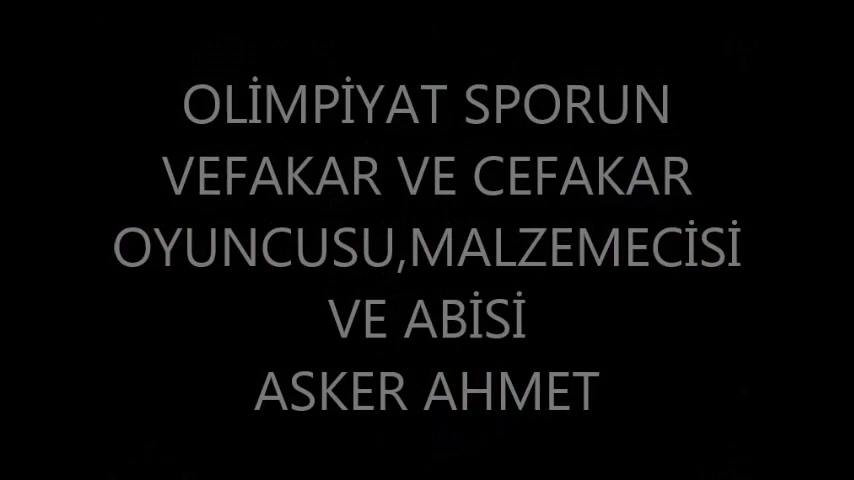 OLİMPİYAT SPORUN
VEFAKAR VE CEFAKAR
OYUNCUSU,MALZEMECİSİ
VE ABİSİ
ASKER AHMET